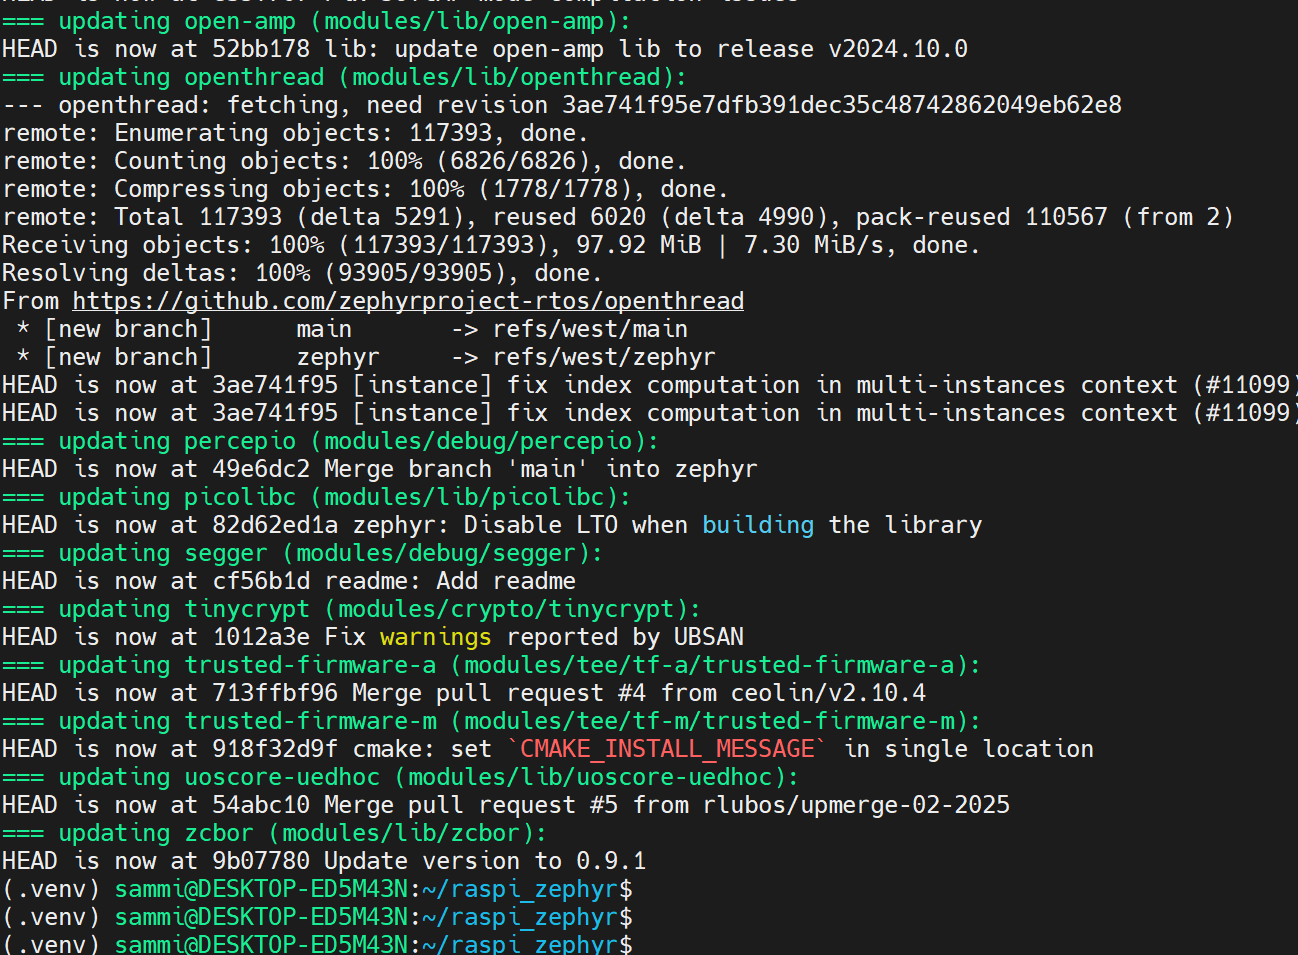 === updating open-amp (modules/lib/open-amp):
HEAD is now at 52bb178 lib: update open-amp lib to release v2024.10.0
=== updating openthread (modules/lib/openthread):
--- openthread: fetching, need revision 3ae741f95e7dfb391dec35c48742862049eb62e8
remote: Enumerating objects: 117393, done.
remote: Counting objects: 100% (6826/6826), done.
remote: Compressing objects: 100% (1778/1778), done.
remote: Total 117393 (delta 5291), reused 6020 (delta 4990), pack-reused 110567 (from 2)
Receiving objects: 100% (117393/117393), 97.92 MiB | 7.30 MiB/s, done.
Resolving deltas: 100% (93905/93905), done.
From https://github.com/zephyrproject-rtos/openthread
 * [new branch]      main       -> refs/west/main
 * [new branch]      zephyr     -> refs/west/zephyr
HEAD is now at 3ae741f95 [instance] fix index computation in multi-instances context (#11099)
HEAD is now at 3ae741f95 [instance] fix index computation in multi-instances context (#11099)
=== updating percepio (modules/debug/percepio):
HEAD is now at 49e6dc2 Merge branch 'main' into zephyr
=== updating picolibc (modules/lib/picolibc):
HEAD is now at 82d62ed1a zephyr: Disable LTO when building the library
=== updating segger (modules/debug/segger):
HEAD is now at cf56b1d readme: Add readme
=== updating tinycrypt (modules/crypto/tinycrypt):
HEAD is now at 1012a3e Fix warnings reported by UBSAN
=== updating trusted-firmware-a (modules/tee/tf-a/trusted-firmware-a):
HEAD is now at 713ffbf96 Merge pull request #4 from ceolin/v2.10.4
=== updating trusted-firmware-m (modules/tee/tf-m/trusted-firmware-m):
HEAD is now at 918f32d9f cmake: set `CMAKE_INSTALL_MESSAGE` in single location
=== updating uoscore-uedhoc (modules/lib/uoscore-uedhoc):
HEAD is now at 54abc10 Merge pull request #5 from rlubos/upmerge-02-2025
=== updating zcbor (modules/lib/zcbor):
HEAD is now at 9b07780 Update version to 0.9.1
(.venv) sammi@DESKTOP-ED5M43N:~/raspi_zephyr$
(.venv) sammi@DESKTOP-ED5M43N:~/raspi_zephyr$
(.venv) sammi@DESKTOP-ED5M43N:~/raspi_zephyr$